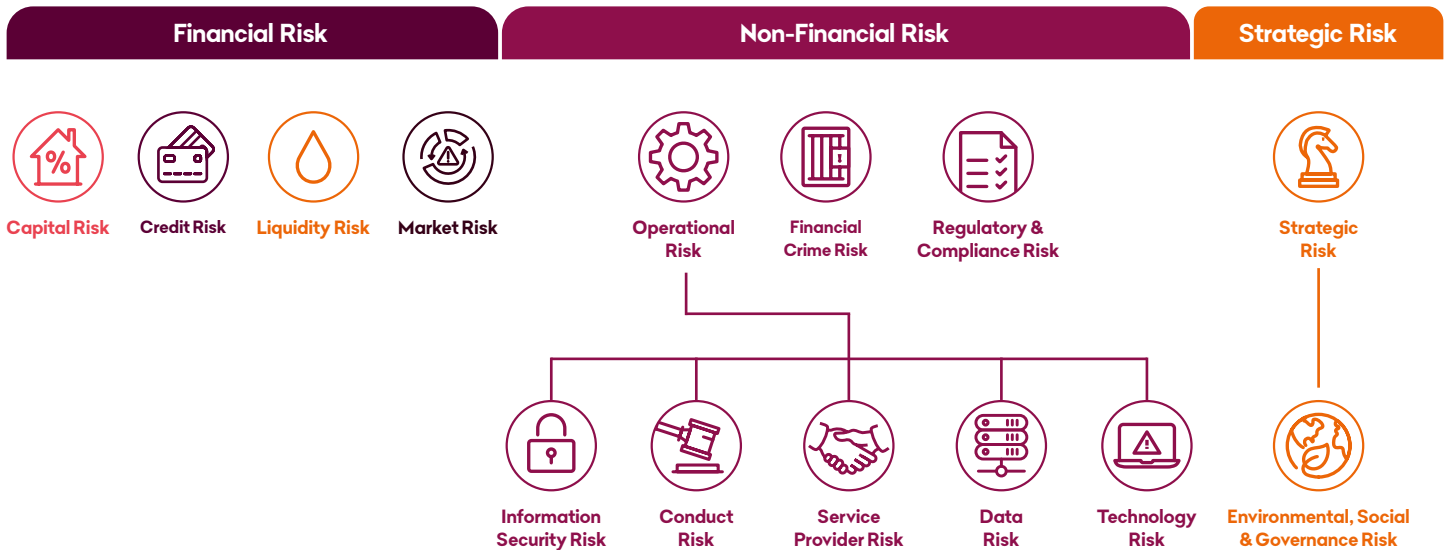 Financial Risk
Non-Financial Risk
Strategic Risk
%
Capital Risk
Credit Risk
Liquidity Risk
Market Risk
Operational
Risk
Financial
Crime Risk
Regulatory &
Compliance Risk
Strategic
Risk
Information
Security Risk
Conduct
Risk
Service
Provider Risk
Data
Risk
Technology
Risk
Environmental, Social
& Governance Risk